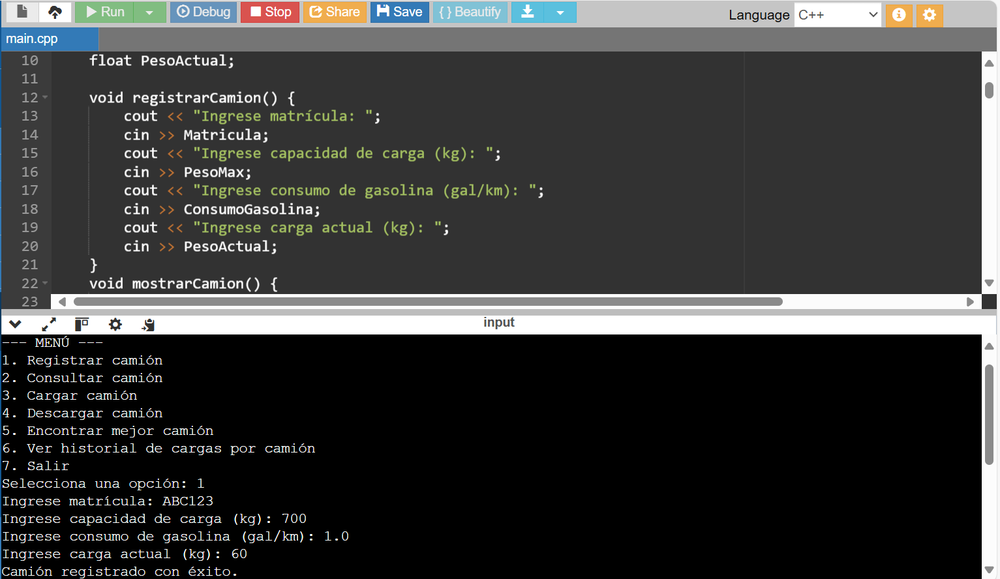 Run Debug Stop Share Save { } Beautify Language C++
main.cpp
10 float PesoActual;
11
12 void registrarCamion() {
13 cout << "Ingrese matrícula: ";
14 cin >> Matricula;
15 cout << "Ingrese capacidad de carga (kg): ";
16 cin >> PesoMax;
17 cout << "Ingrese consumo de gasolina (gal/km): ";
18 cin >> ConsumoGasolina;
19 cout << "Ingrese carga actual (kg): ";
20 cin >> PesoActual;
21 }
22 void mostrarCamion() {
23
input
--- MENÚ ---
1. Registrar camión
2. Consultar camión
3. Cargar camión
4. Descargar camión
5. Encontrar mejor camión
6. Ver historial de cargas por camión
7. Salir
Selecciona una opción: 1
Ingrese matrícula: ABC123
Ingrese capacidad de carga (kg): 700
Ingrese consumo de gasolina (gal/km): 1.0
Ingrese carga actual (kg): 60
Camión registrado con éxito.